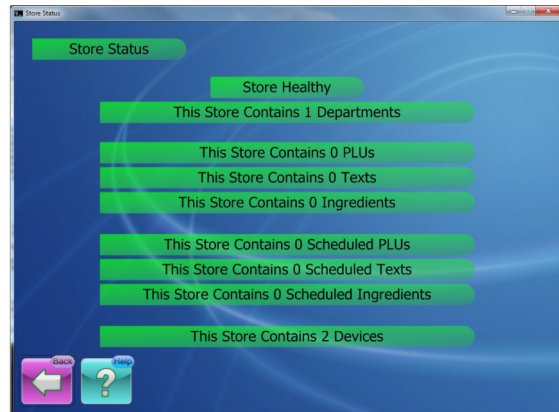 Store Status
Store Status
Store Healthy
This Store Contains 1 Departments
This Store Contains 0 PLUs
This Store Contains 0 Texts
This Store Contains 0 Ingredients
This Store Contains 0 Scheduled PLUs
This Store Contains 0 Scheduled Texts
This Store Contains 0 Scheduled Ingredients
This Store Contains 2 Devices
Back
Help
?